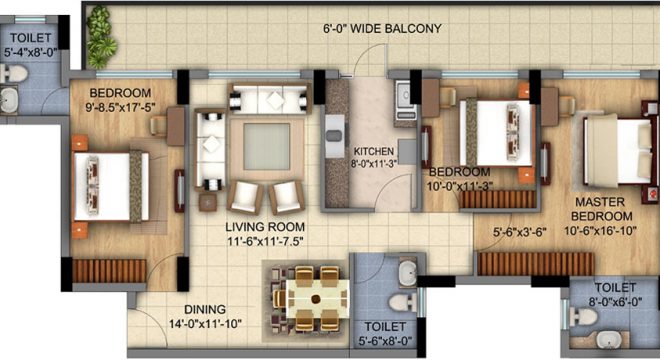 TOILET
5'-4"x8'-0"
6'-0" WIDE BALCONY
BEDROOM
9'-8.5"x17'-5"
KITCHEN
8'-0"x11'-3"
BEDROOM
10'-0"x11'-3"
MASTER
BEDROOM
10'-6"x16'-10"
LIVING ROOM
11'-6"x11'-7.5"
5'-6"x3'-6"
DINING
14'-0"x11'-10"
TOILET
5'-6"x8'-0"
TOILET
8'-0"x6'-0"